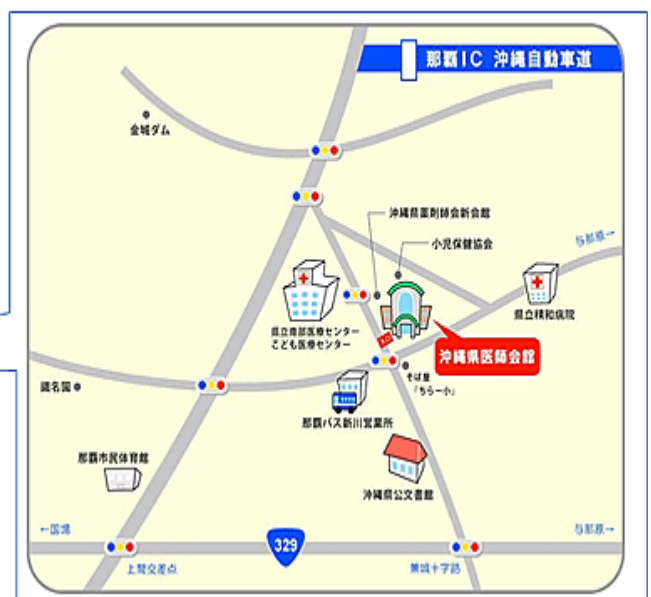 那覇IC 沖縄自動車道
金城ダム
沖縄県薬剤師会新会館
小児保健協会
与那原→
県立精和病院
県立南部医療センター
こども医療センター
入口
沖縄県医師会館
そば屋
「ちらー小」
識名園
那覇バス新川営業所
那覇市民体育館
沖縄県公文書館
←国場
329
与那原→
上間交差点
兼城十字路